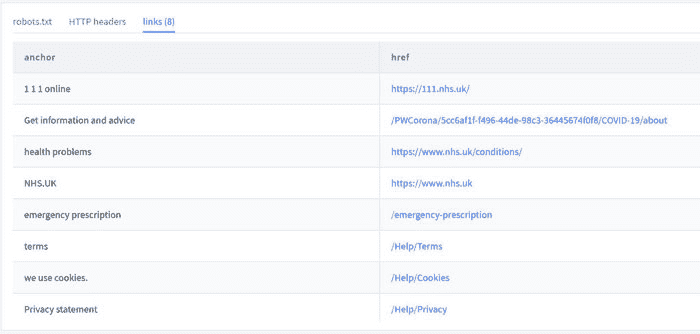 robots.txt HTTP headers links (8)
anchor href
1 1 1 online https://111.nhs.uk/
Get information and advice /PWCorona/5cc6af1f-f496-44de-98c3-36445674f0f8/COVID-19/about
health problems https://www.nhs.uk/conditions/
NHS.UK https://www.nhs.uk
emergency prescription /emergency-prescription
terms /Help/Terms
we use cookies. /Help/Cookies
Privacy statement /Help/Privacy